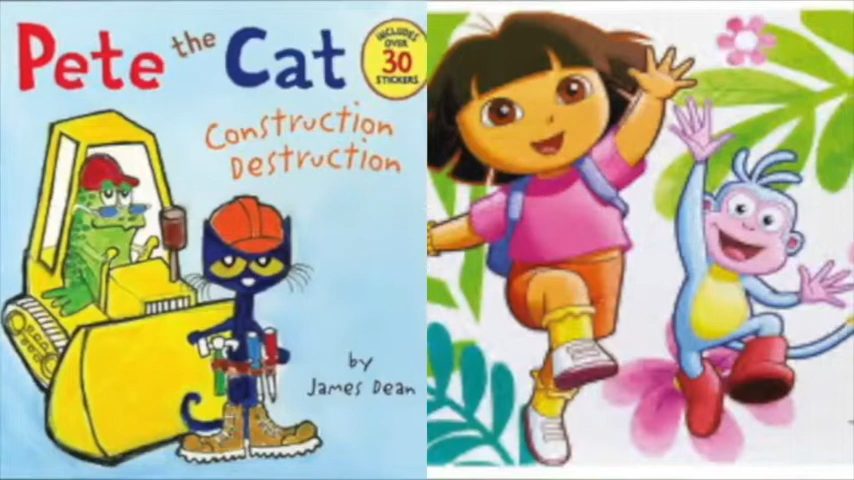 Pete the Cat
INCLUDES
OVER
30
STICKERS
Construction
Destruction
by
James Dean